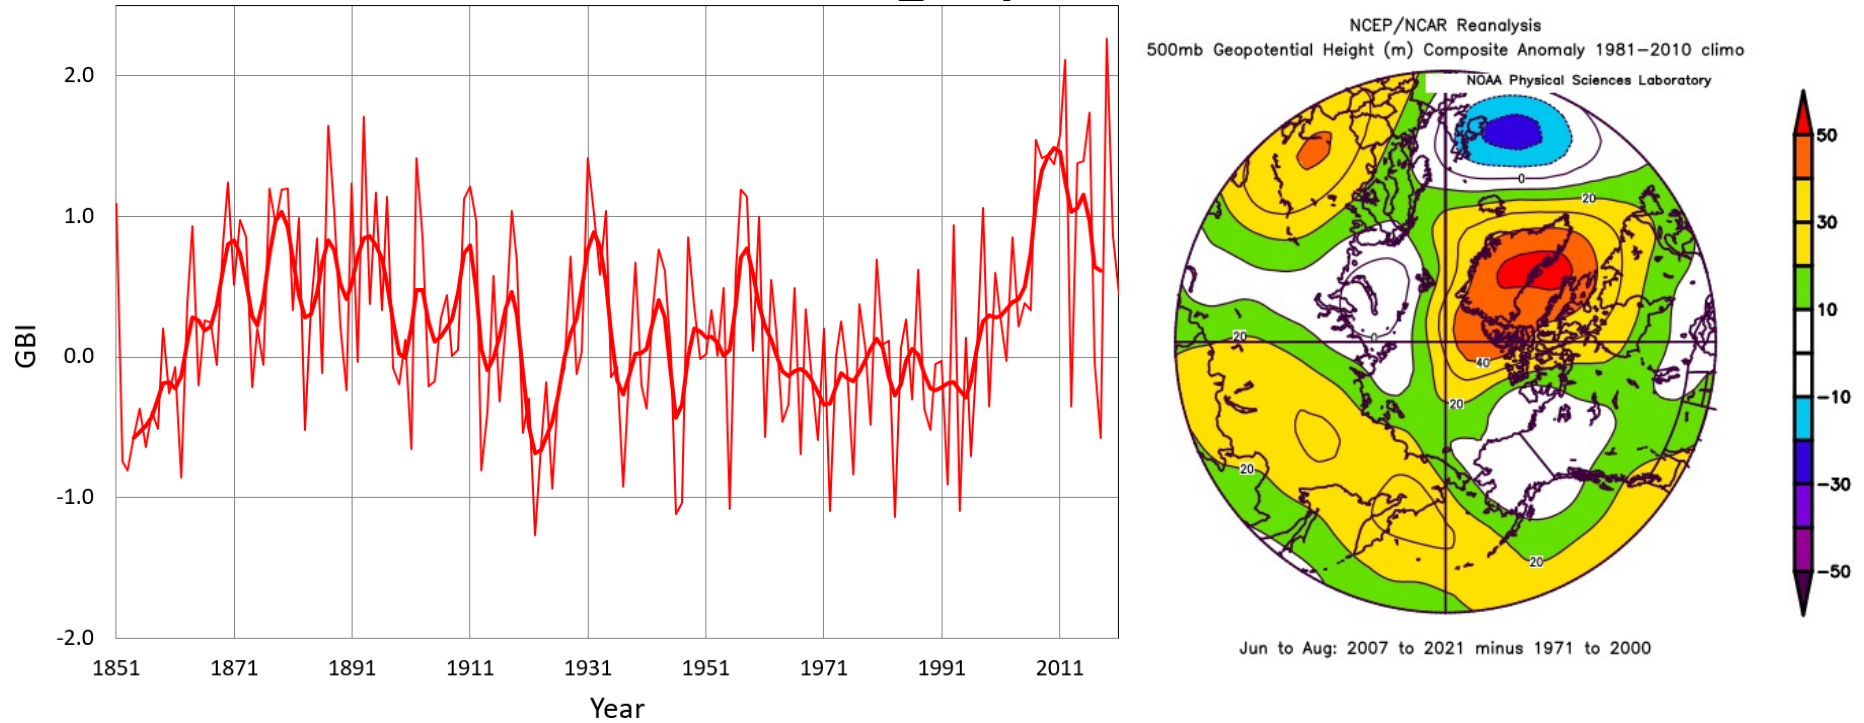 2.0
1.0
0.0
-1.0
-2.0
GBI
1851 1871 1891 1911 1931 1951 1971 1991 2011
Year
NCEP/NCAR Reanalysis
500mb Geopotential Height (m) Composite Anomaly 1981-2010 climo
NOAA Physical Sciences Laboratory
0
20
0
20
40
20
20
20
50
30
10
-10
-30
-50
Jun to Aug: 2007 to 2021 minus 1971 to 2000